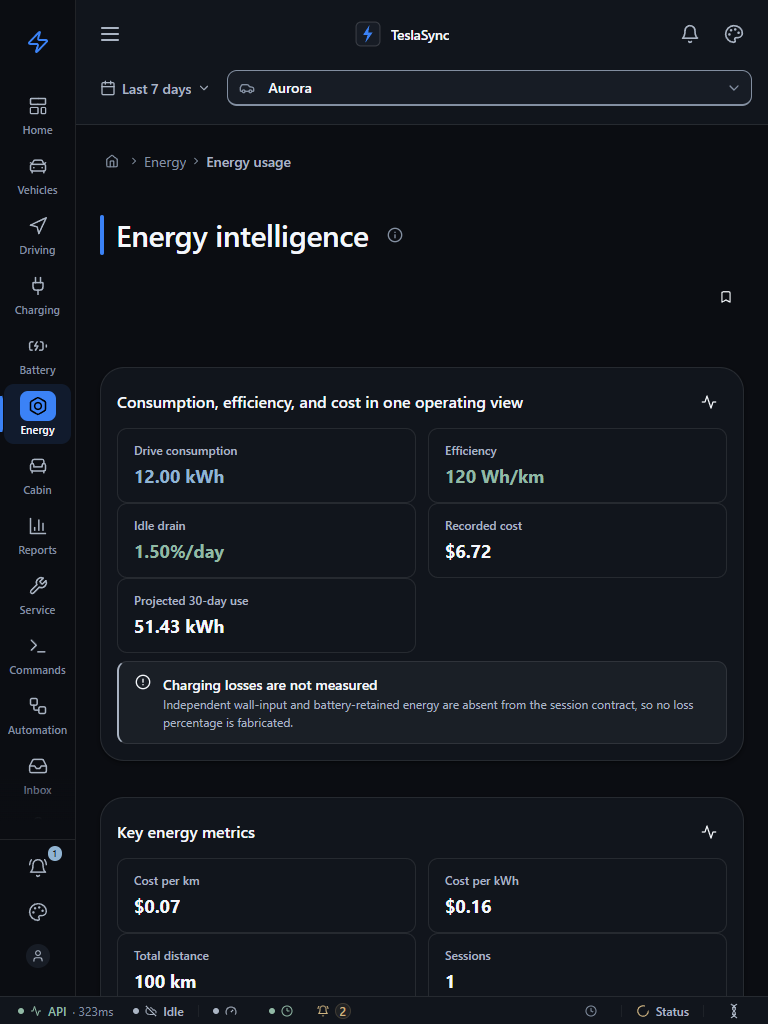 TeslaSync
Last 7 days
Aurora
Home
Vehicles
Driving
Charging
Battery
Energy
Cabin
Reports
Service
Commands
Automation
Inbox
1
Energy
Energy usage
Energy intelligence
Consumption, efficiency, and cost in one operating view
Drive consumption
12.00 kWh
Efficiency
120 Wh/km
Idle drain
1.50%/day
Recorded cost
$6.72
Projected 30-day use
51.43 kWh
Charging losses are not measured
Independent wall-input and battery-retained energy are absent from the session contract, so no loss
percentage is fabricated.
Key energy metrics
Cost per km
$0.07
Cost per kWh
$0.16
Total distance
100 km
Sessions
1
API · 323ms
Idle
2
Status